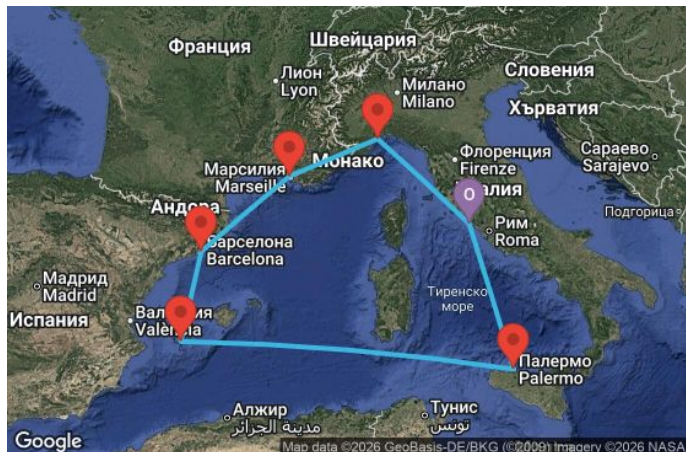 Франция
Швейцария
Лион
Lyon
Милано
Milano
Словения
Хърватия
Монако
Флоренция
Firenze
Сараево
Sarajevo
Марсилия
Marseille
Подгорица
О
Рим
Roma
Андора
Барселона
Barcelona
Мадрид
Madrid
Испания
València
Тиренско
море
Палермо
Palermo
Алжир
مدينة الجزائر
Тунис
تونس
Google
Map data ©2026 GeoBasis-DE/BKG (©2009) Imagery ©2026 NASA